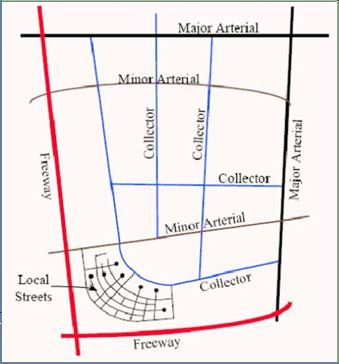 Major Arterial
Minor Arterial
Collector
Collector
Freeway
Major Arterial
Collector
Minor Arterial
Local
Streets
Collector
Freeway